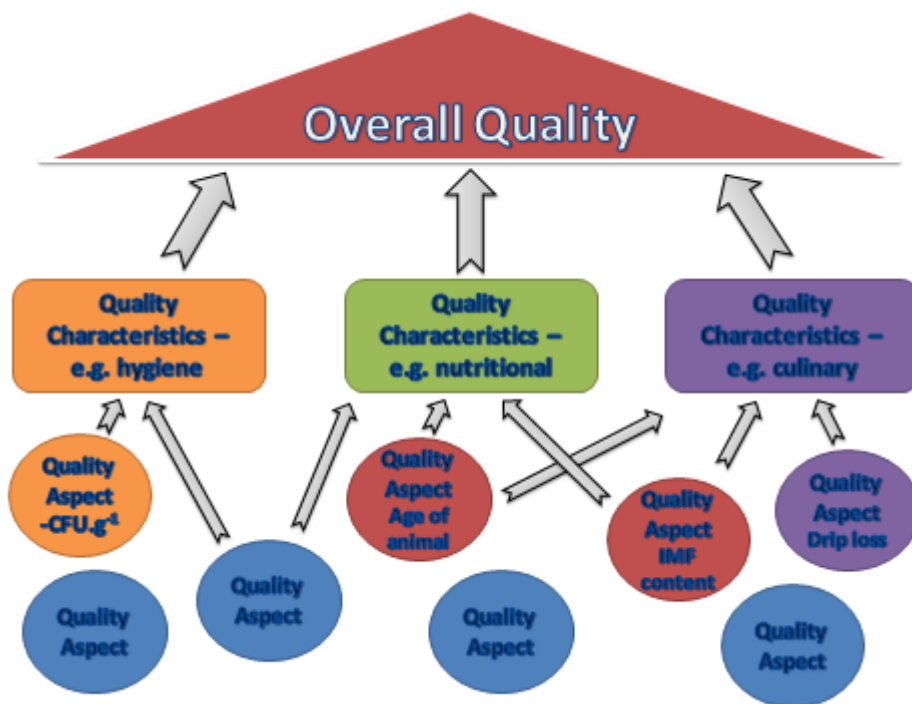 Overall Quality
Quality
Characteristics –
e.g. hygiene
Quality
Characteristics –
e.g. nutritional
Quality
Characteristics –
e.g. culinary
Quality
Aspect
-CFU.g-1
Quality
Aspect
Age of
animal
Quality
Aspect
IMF
content
Quality
Aspect
Drip loss
Quality
Aspect
Quality
Aspect
Quality
Aspect
Quality
Aspect